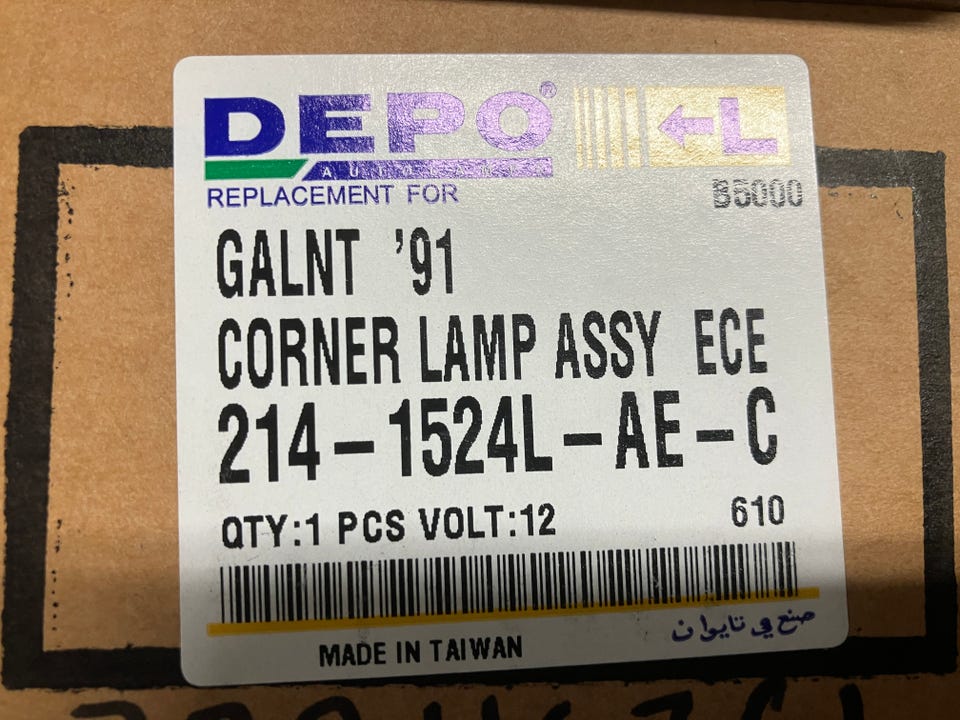 DEPO® ←L
AUTOLAMP
REPLACEMENT FOR B5000
GALNT '91
CORNER LAMP ASSY ECE
214-1524L-AE-C
QTY:1 PCS VOLT:12 610
صنع في تايوان
MADE IN TAIWAN